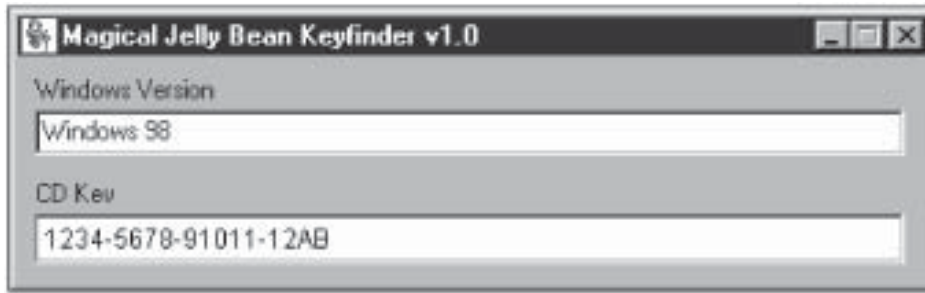 Magical Jelly Bean Keyfinder v1.0
Windows Version
Windows 98
CD Key
1234-5678-91011-12AB